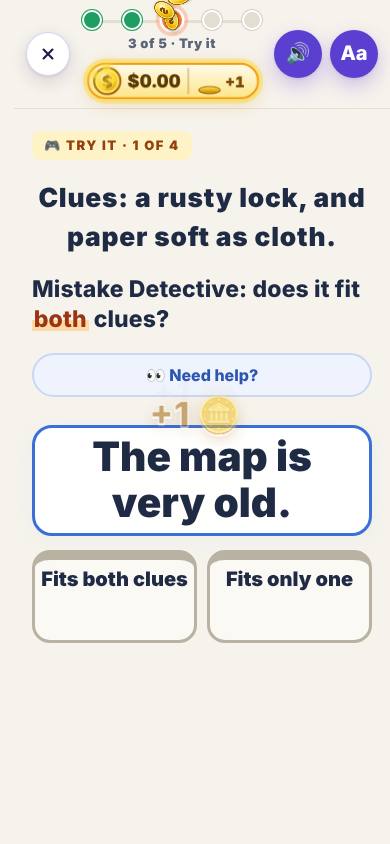 3 of 5 · Try it
$0.00
+1
Aa
🎮 TRY IT · 1 OF 4
Clues: a rusty lock, and
paper soft as cloth.
Mistake Detective: does it fit
both clues?
👀 Need help?
+1
The map is
very old.
Fits both clues
Fits only one